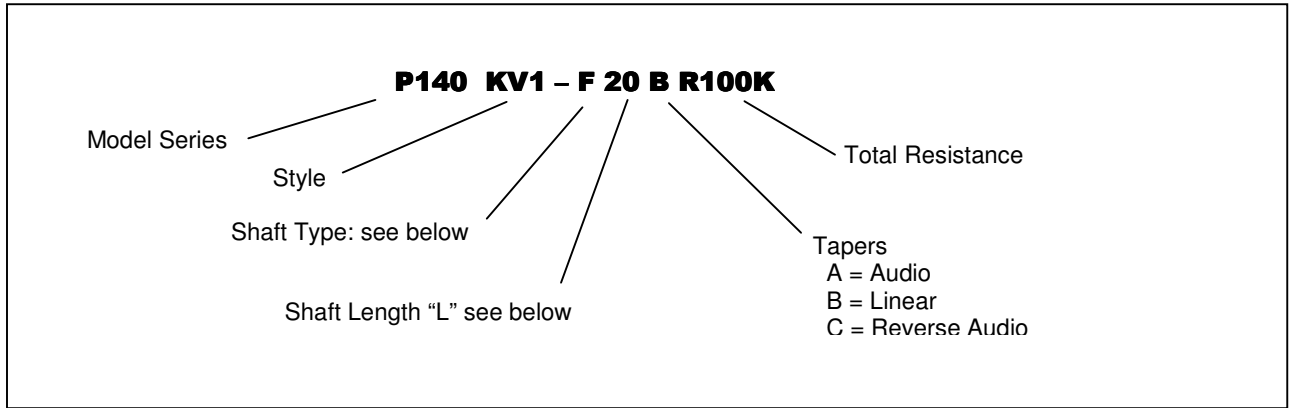 P140 KV1 – F 20 B R100K
Model Series
Total Resistance
Style
Shaft Type: see below
Tapers
A = Audio
B = Linear
C = Reverse Audio
Shaft Length “L” see below